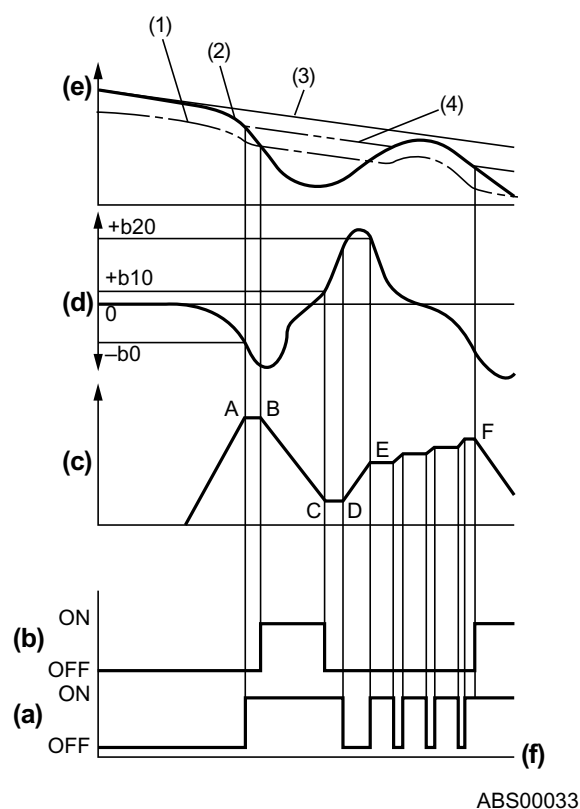 (1)
(2)
(3)
(4)
(e)
+b20
+b10
(d)
0
–b0
A B
(c)
E
F
C D
ON
(b)
OFF
ON
(a)
OFF
(f)
ABS00033